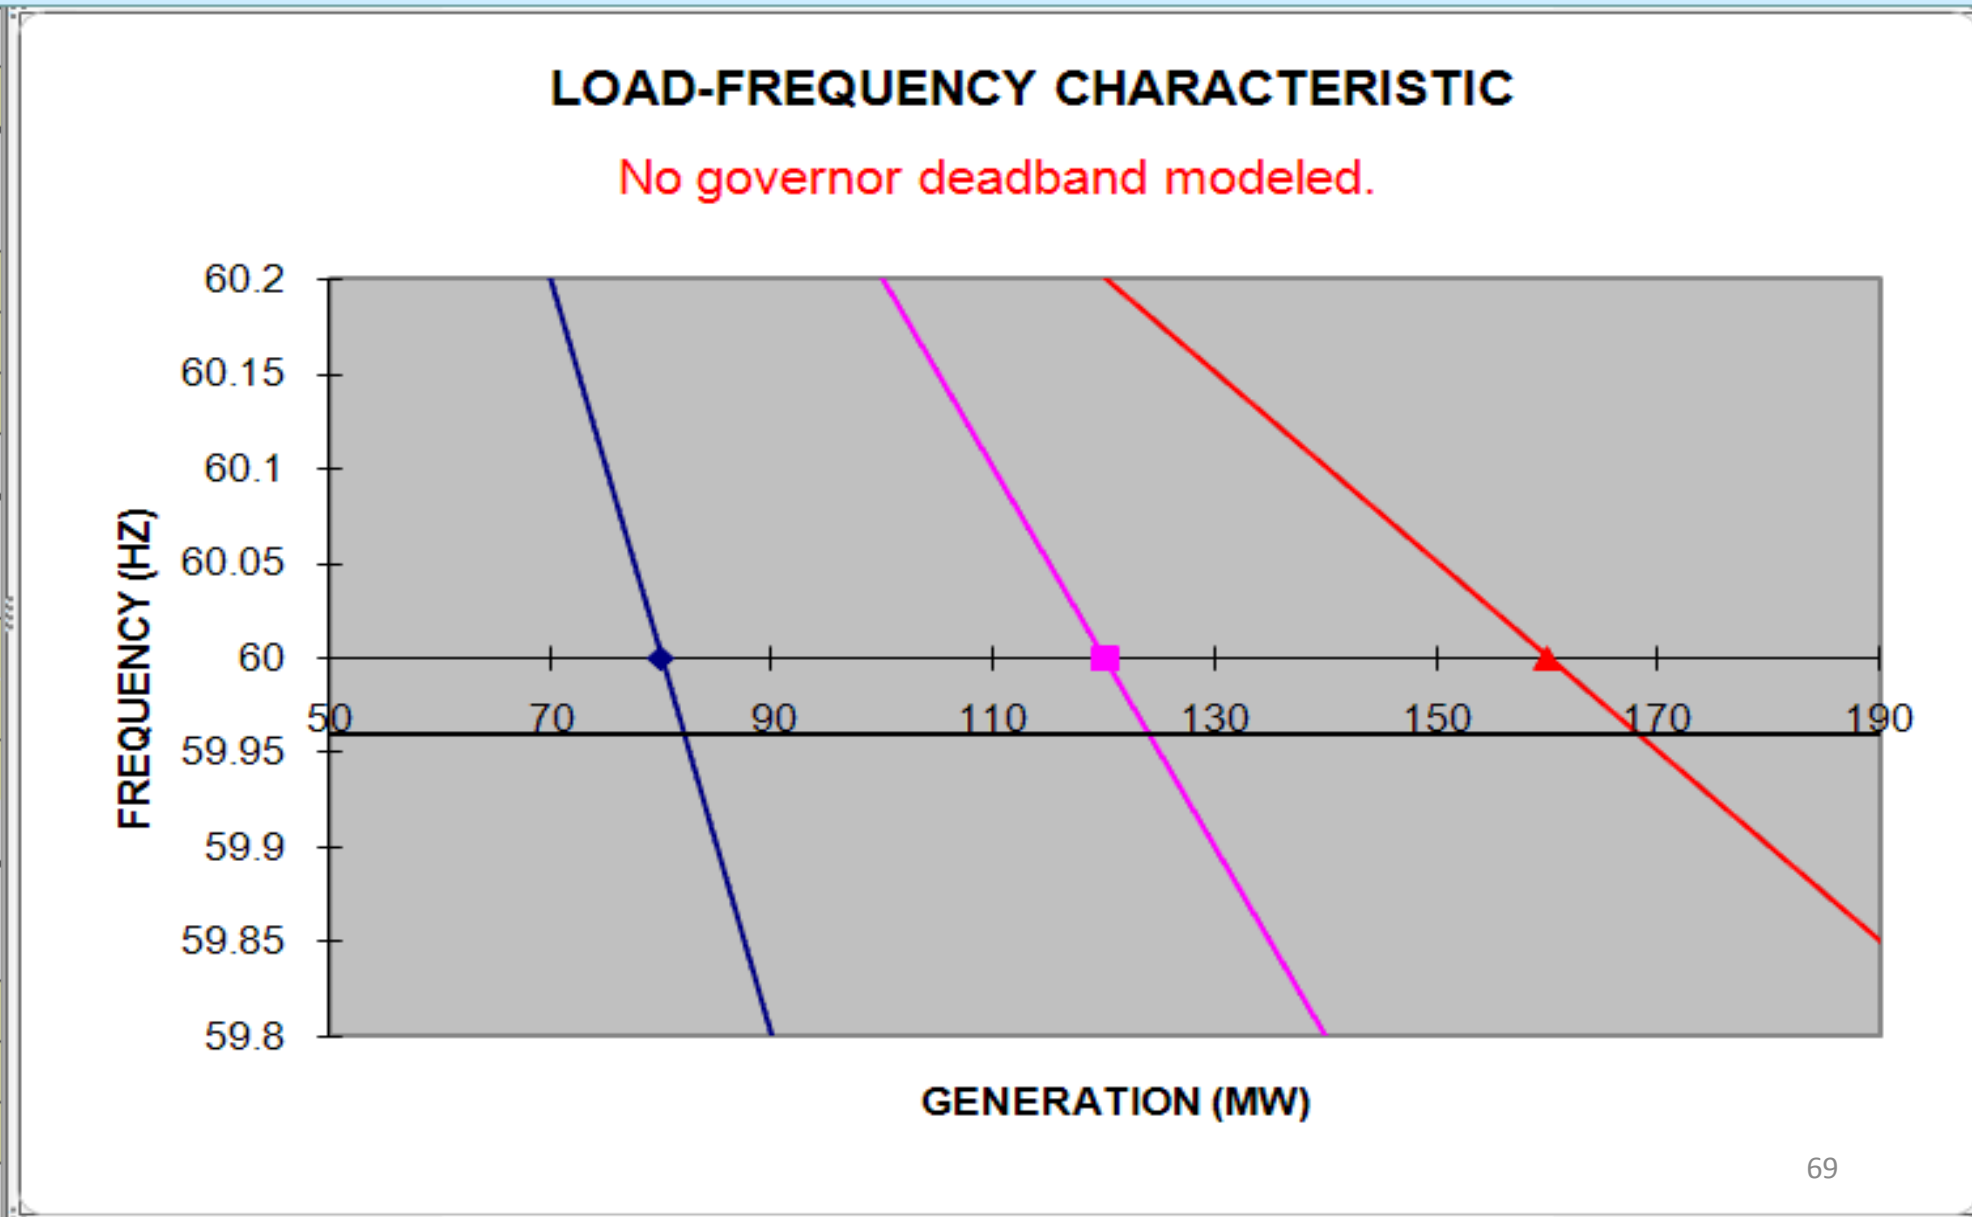 LOAD-FREQUENCY CHARACTERISTIC
No governor deadband modeled.
60.2
60.15
60.1
60.05
60
50 70 90 110 130 150 170 190
59.95
59.9
59.85
59.8
FREQUENCY (HZ)
GENERATION (MW)
69